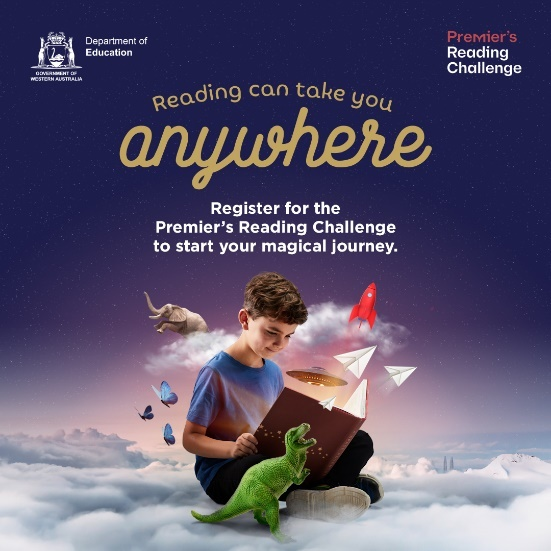 Department of
Education
GOVERNMENT OF
WESTERN AUSTRALIA
Premier's
Reading
Challenge
Reading can take you
anywhere
Register for the
Premier's Reading Challenge
to start your magical journey.